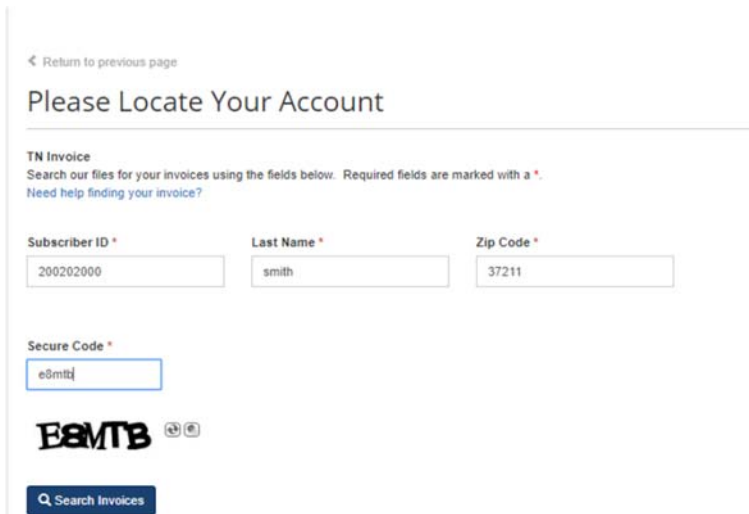 Return to previous page
Please Locate Your Account
TN Invoice
Search our files for your invoices using the fields below. Required fields are marked with a *.
Need help finding your invoice?
Subscriber ID * Last Name * Zip Code *
200202000 smith 37211
Secure Code *
e8mtb
E8MTB
Search Invoices